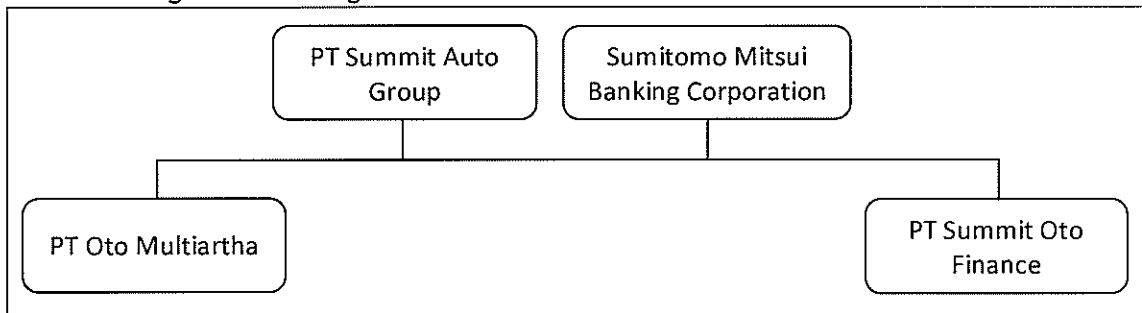 PT Summit Auto
Group
Sumitomo Mitsui
Banking Corporation
PT Oto Multiartha
PT Summit Oto
Finance